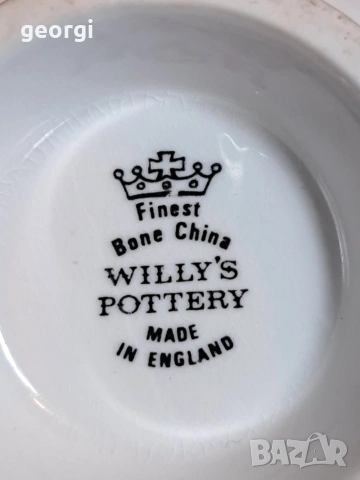 georgi
Finest
Bone China
WILLY'S
POTTERY
MADE
IN ENGLAND
BAZAR
bg